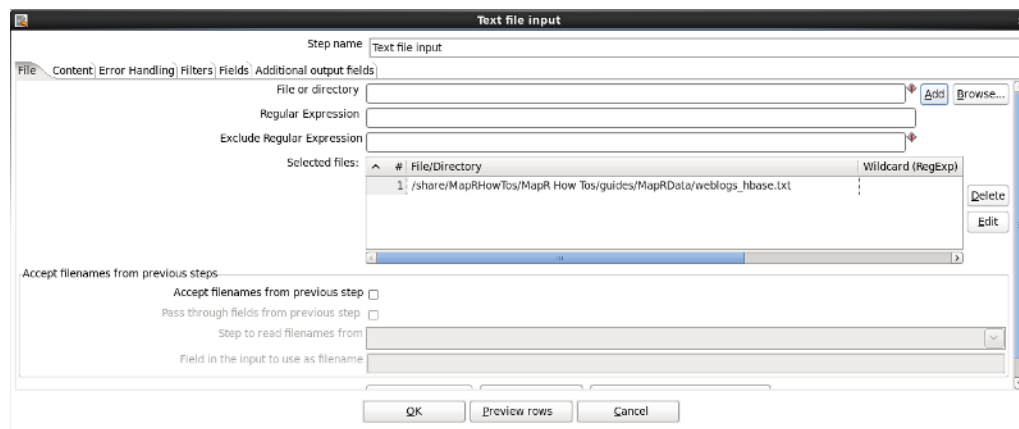 Text file input
Step name Text file input
File Content Error Handling Filters Fields Additional output fields
File or directory Add Browse...
Regular Expression
Exclude Regular Expression
Selected files: # File/Directory Wildcard (RegExp)
1 /share/MapRHowTos/MapR How Tos/guides/MapRData/weblogs_hbase.txt
Delete
Edit
Accept filenames from previous steps
Accept filenames from previous step
Pass through fields from previous step
Step to read filenames from
Field in the input to use as filename
OK Preview rows Cancel